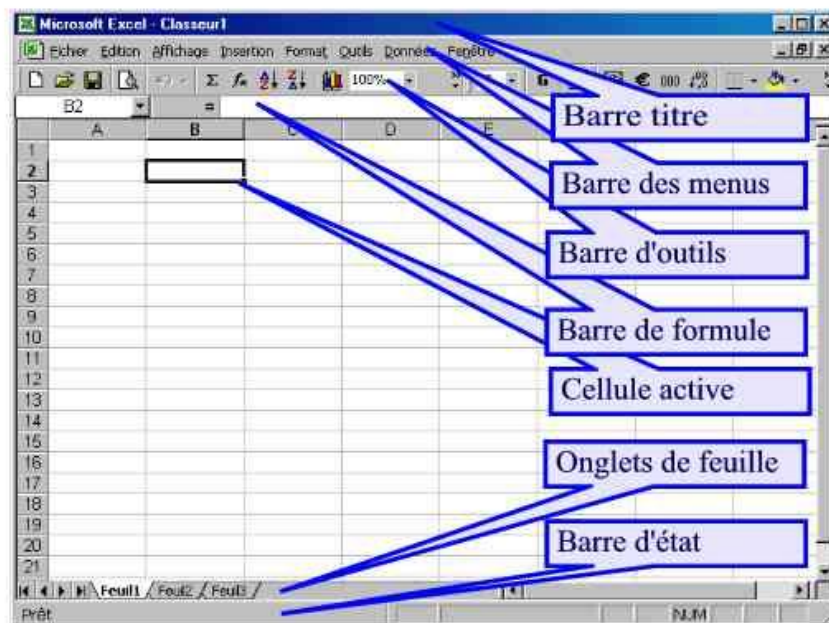 Microsoft Excel - Classeur1
Fichier Edition Affichage Insertion Format Outils Données Fenêtre
Σ 100% G € 000
B2 =
A B C D E
1
2
3
4
5
6
7
8
9
10
11
12
13
14
15
16
17
18
19
20
21
Barre titre
Barre des menus
Barre d'outils
Barre de formule
Cellule active
Onglets de feuille
Barre d'état
Feuil1 Feuil2 Feuil3
Prêt NUM